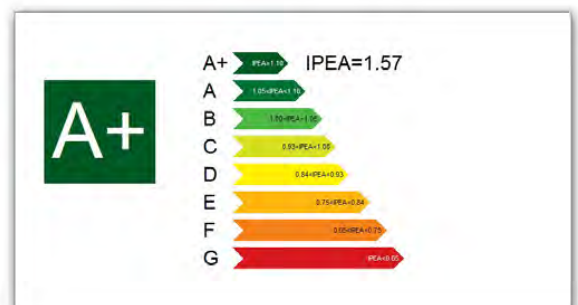 A+
A+ IPEA>1.10 IPEA=1.57
A 1.05<IPEA<1.10
B 1.00<IPEA<1.05
C 0.93<IPEA<1.00
D 0.84<IPEA<0.93
E 0.75<IPEA<0.84
F 0.65<IPEA<0.75
G IPEA<0.65